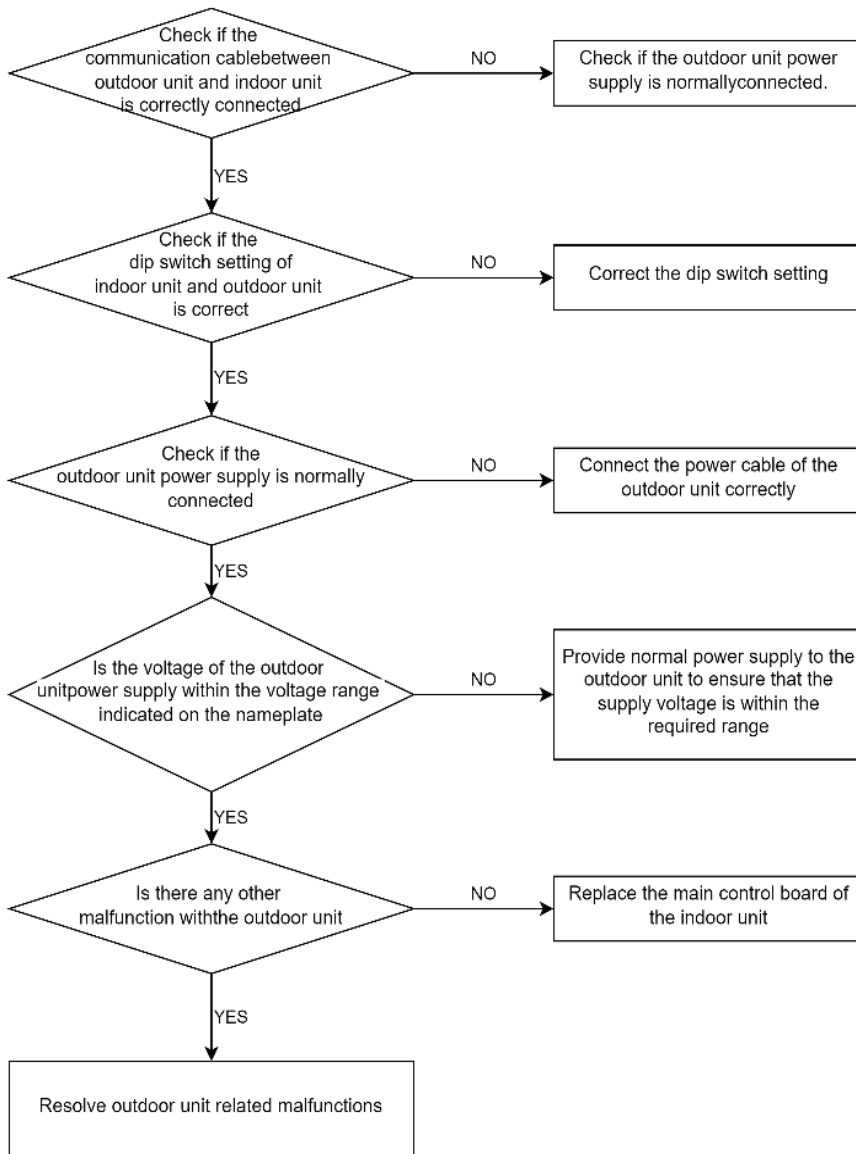 Check if the
communication cablebetween
outdoor unit and indoor unit
is correctly connected
NO
Check if the outdoor unit power
supply is normallyconnected.
YES
Check if the
dip switch setting of
indoor unit and outdoor unit
is correct
NO
Correct the dip switch setting
YES
Check if the
outdoor unit power supply is normally
connected
NO
Connect the power cable of the
outdoor unit correctly
YES
Is the voltage of the outdoor
unitpower supply within the voltage range
indicated on the nameplate
NO
Provide normal power supply to the
outdoor unit to ensure that the
supply voltage is within the
required range
YES
Is there any other
malfunction withthe outdoor unit
NO
Replace the main control board of
the indoor unit
YES
Resolve outdoor unit related malfunctions